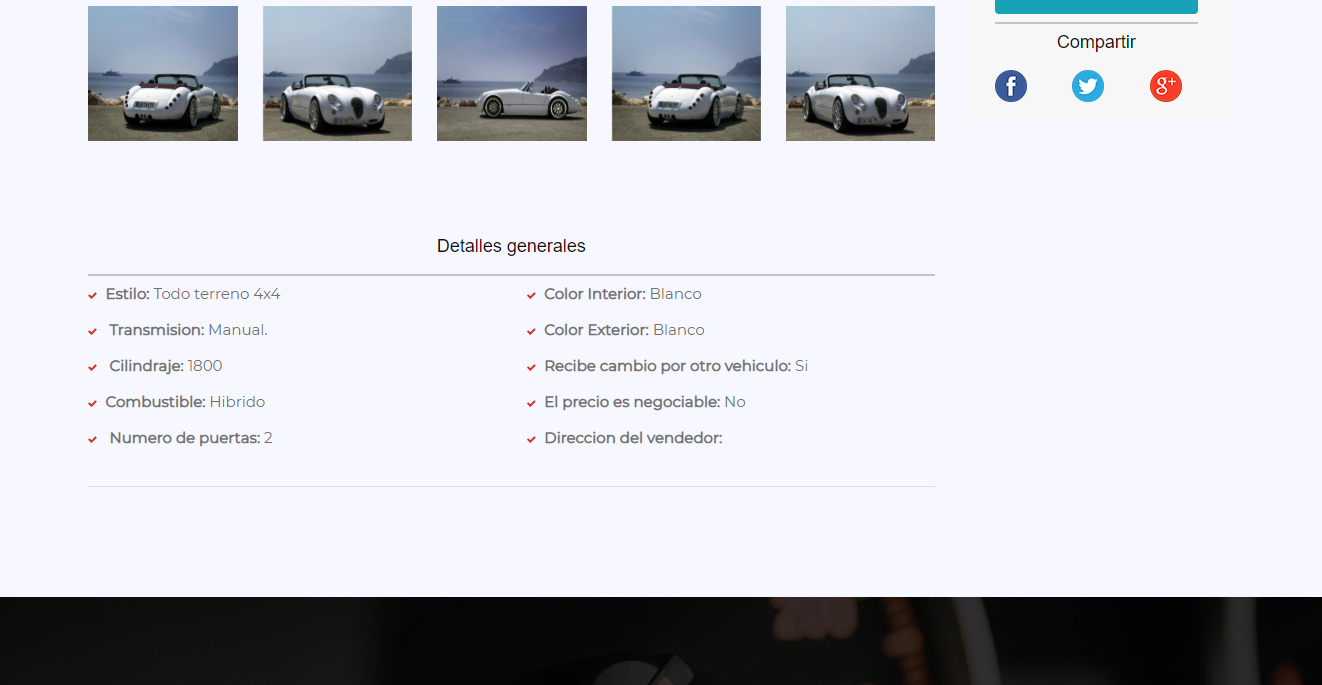 Compartir
f
g+
Detalles generales
Estilo: Todo terreno 4x4
Transmision: Manual.
Cilindraje: 1800
Combustible: Hibrido
Numero de puertas: 2
Color Interior: Blanco
Color Exterior: Blanco
Recibe cambio por otro vehiculo: Si
El precio es negociable: No
Direccion del vendedor: